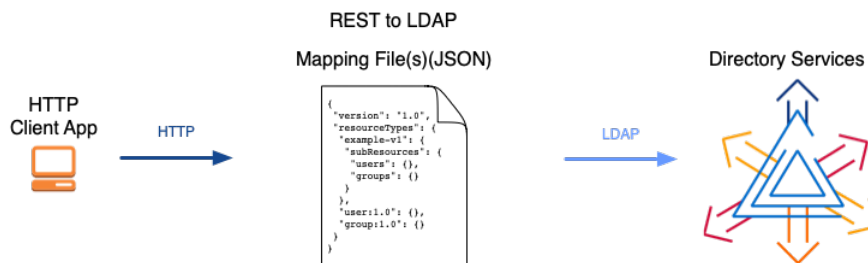 REST to LDAP
Mapping File(s)(JSON)
Directory Services
HTTP
Client App
HTTP
{
"version": "1.0",
"resourceTypes": {
"example-v1": {
"subResources": {
"users": {},
"groups": {}
}
},
"user:1.0": {},
"group:1.0": {}
}
}
LDAP